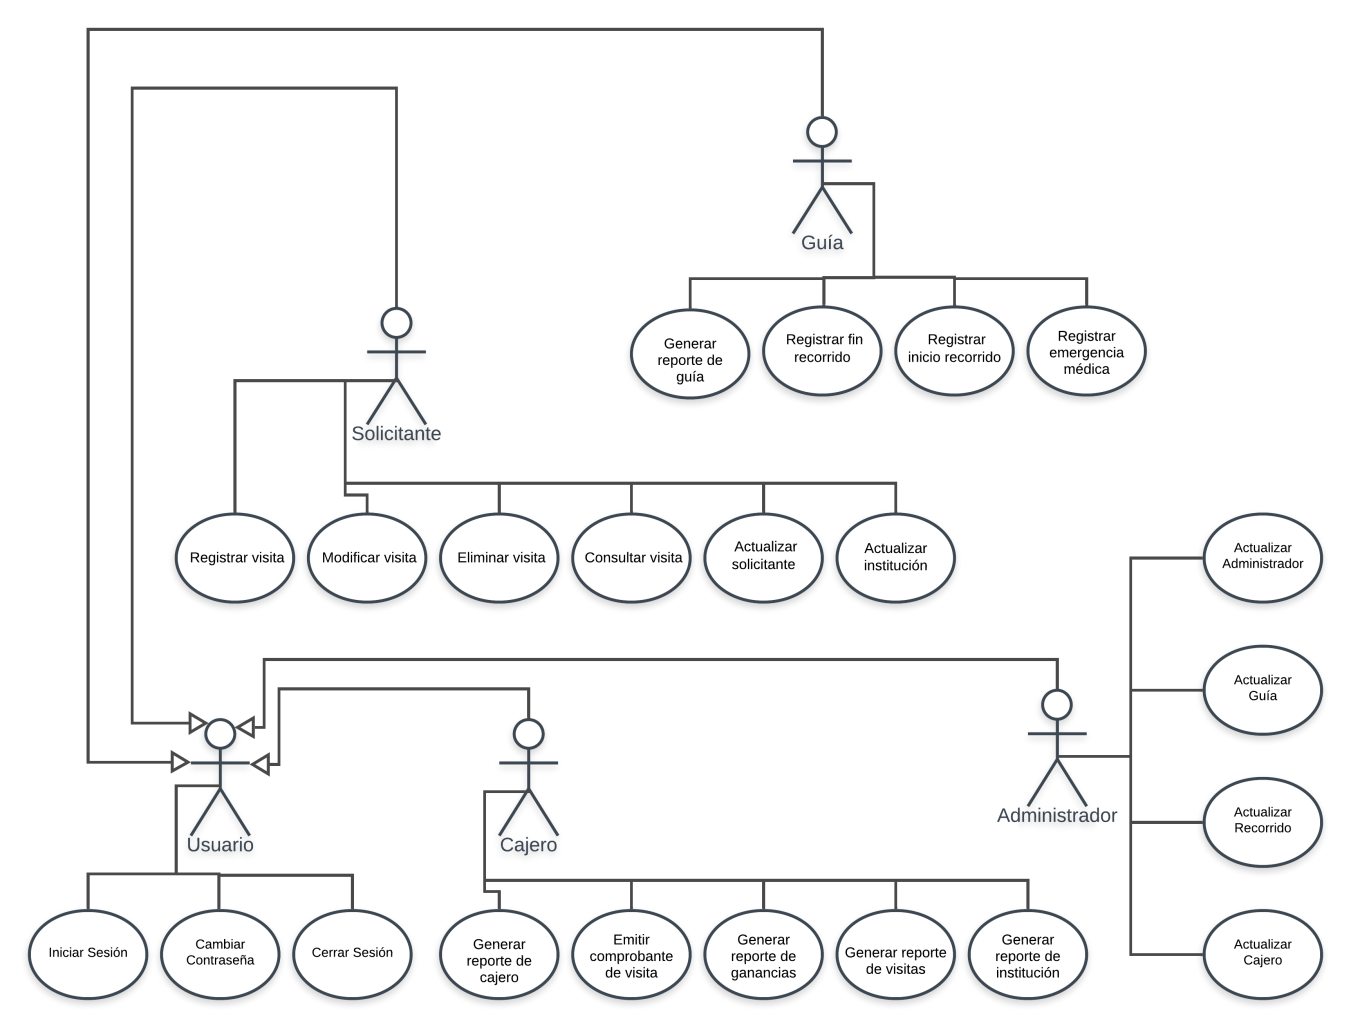 Guía
Generar
reporte de
guía
Registrar fin
recorrido
Registrar
inicio recorrido
Registrar
emergencia
médica
Solicitante
Registrar visita
Modificar visita
Eliminar visita
Consultar visita
Actualizar
solicitante
Actualizar
institución
Actualizar
Administrador
Actualizar
Guía
Actualizar
Recorrido
Actualizar
Cajero
Administrador
Usuario
Cajero
Iniciar Sesión
Cambiar
Contraseña
Cerrar Sesión
Generar
reporte de
cajero
Emitir
comprobante
de visita
Generar
reporte de
ganancias
Generar reporte
de visitas
Generar
reporte de
institución